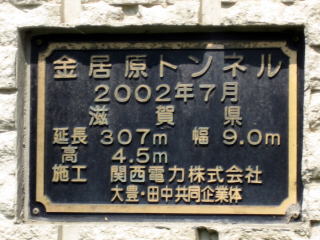 金居原トンネル
2002年7月
滋賀県
延長 307m 幅 9.0m
高 4.5m
施工 関西電力株式会社
大豊・田中共同企業体